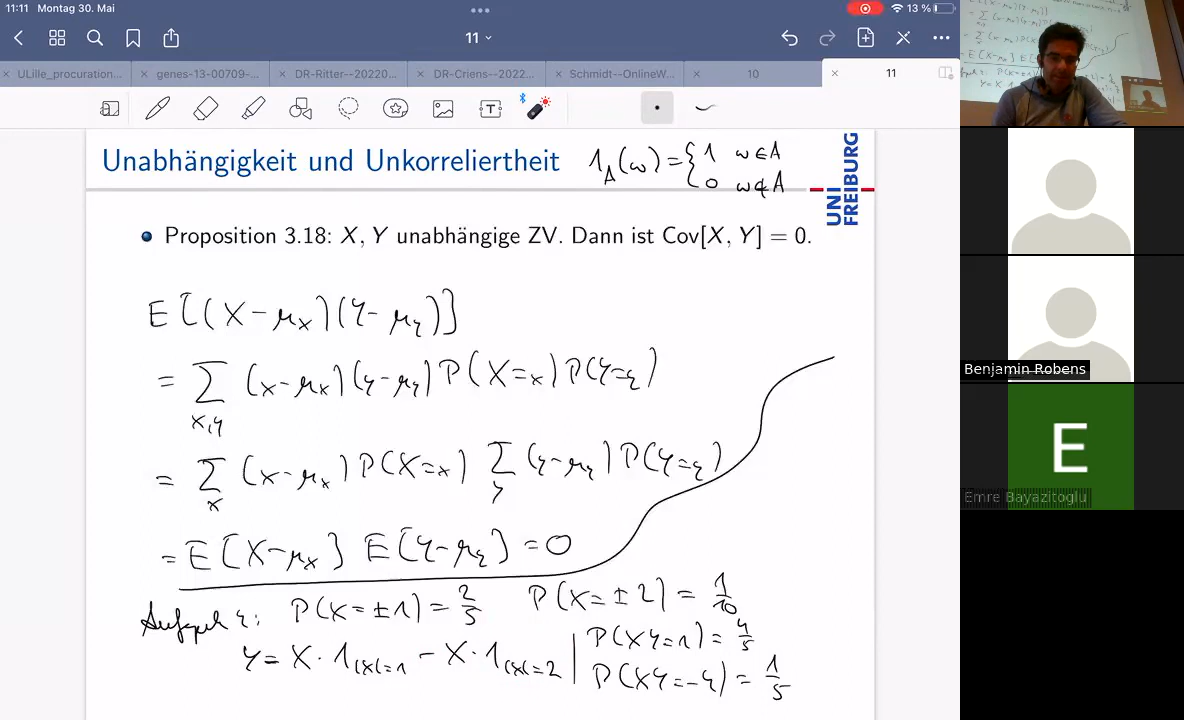 11:11 Montag 30. Mai
13 %
11
ULille_procuration...
genes-13-00709-...
DR-Ritter--20220...
DR-Criens--2022...
Schmidt--OnlineW...
10
11
Unabhängigkeit und Unkorreliertheit
1_A(ω) = { 1 ω∈A
0 ω∉A
UNI
FREIBURG
Proposition 3.18: X, Y unabhängige ZV. Dann ist Cov[X, Y] = 0.
E[(X-μ_X)(Y-μ_Y)]
= Σ_{x,y} (x-μ_X)(y-μ_Y) P(X=x) P(Y=y)
= Σ_x (x-μ_X) P(X=x) Σ_y (y-μ_Y) P(Y=y)
= E[X-μ_X] E[Y-μ_Y] = 0
P(X=±1) = 2/5 P(X=±2) = 1/10
Y = X·1_{|X|=1} - X·1_{|X|=2} | P(XY=1) = 4/5
P(XY=-4) = 1/5
Benjamin Robens
E
Emre Bayazitoglu